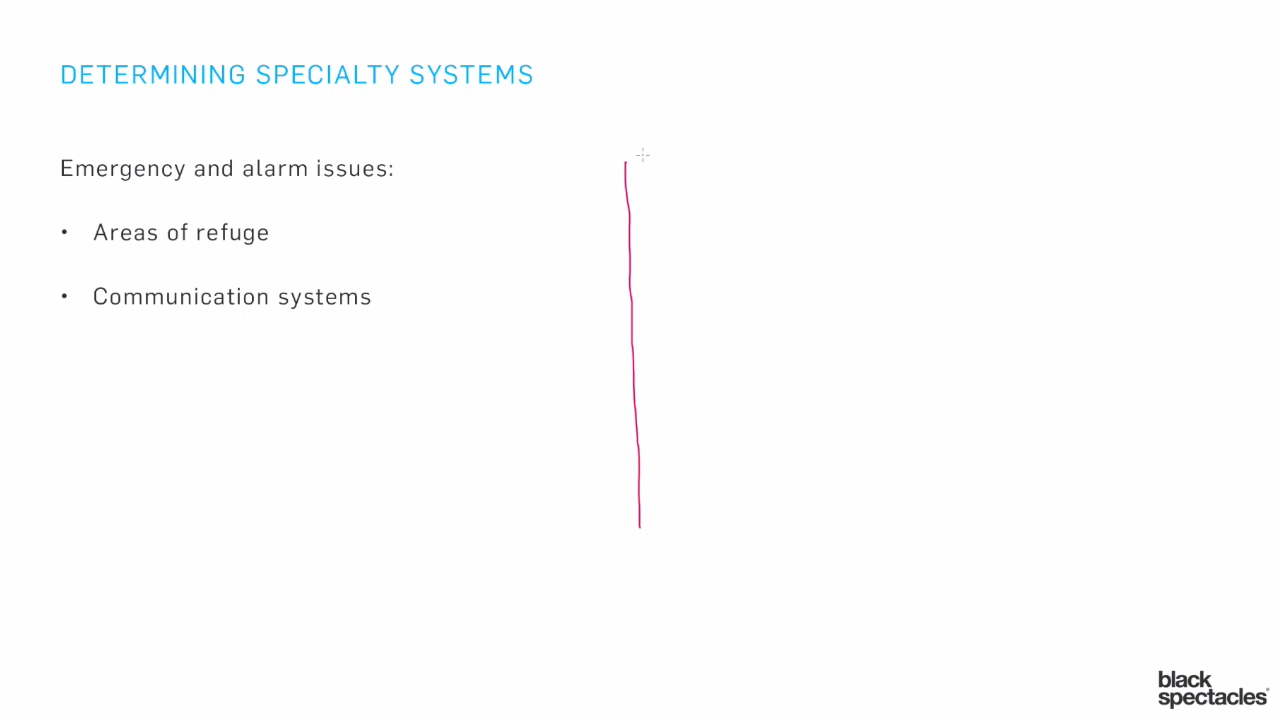 DETERMINING SPECIALTY SYSTEMS
Emergency and alarm issues:
• Areas of refuge
• Communication systems
black
spectacles®